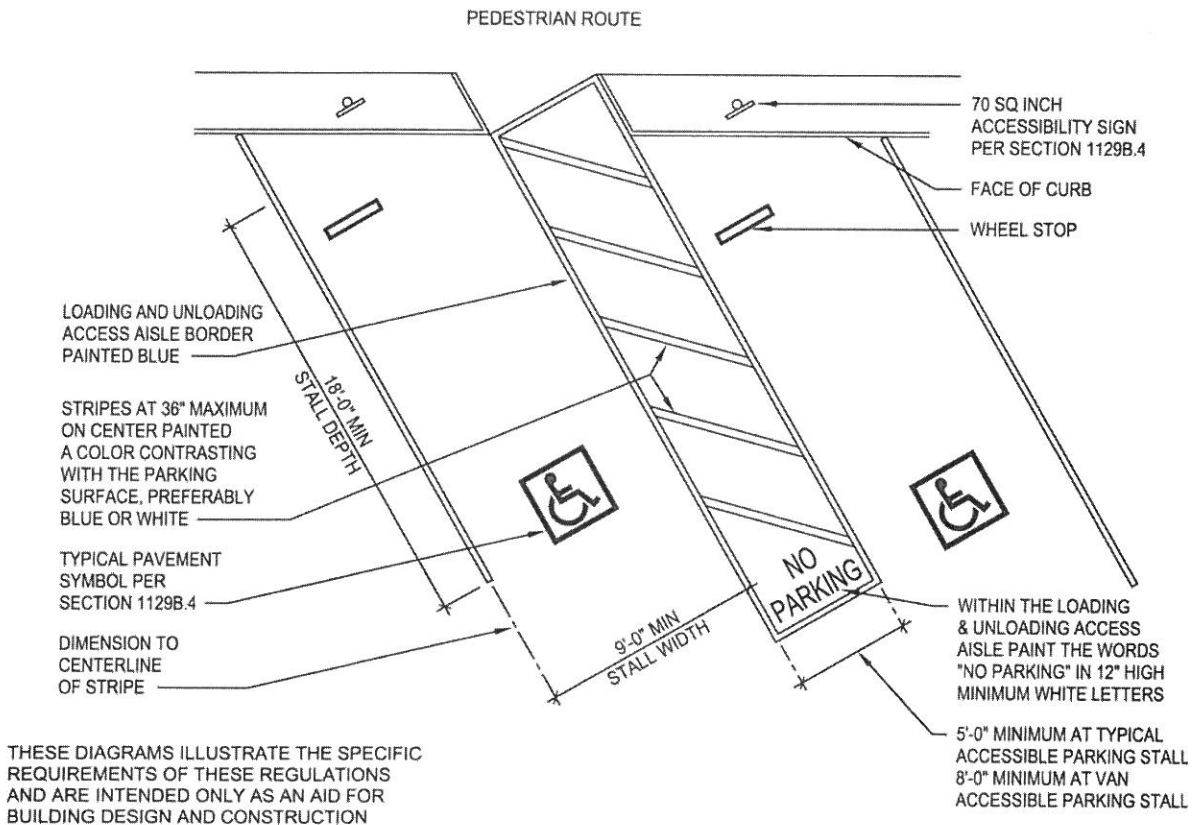 PEDESTRIAN ROUTE
70 SQ INCH
ACCESSIBILITY SIGN
PER SECTION 1129B.4
FACE OF CURB
WHEEL STOP
LOADING AND UNLOADING
ACCESS AISLE BORDER
PAINTED BLUE
18'-0" MIN
STALL DEPTH
STRIPES AT 36" MAXIMUM
ON CENTER PAINTED
A COLOR CONTRASTING
WITH THE PARKING
SURFACE, PREFERABLY
BLUE OR WHITE
TYPICAL PAVEMENT
SYMBOL PER
SECTION 1129B.4
DIMENSION TO
CENTERLINE
OF STRIPE
9'-0" MIN
STALL WIDTH
NO
PARKING
WITHIN THE LOADING
& UNLOADING ACCESS
AISLE PAINT THE WORDS
"NO PARKING" IN 12" HIGH
MINIMUM WHITE LETTERS
5'-0" MINIMUM AT TYPICAL
ACCESSIBLE PARKING STALL
8'-0" MINIMUM AT VAN
ACCESSIBLE PARKING STALL
THESE DIAGRAMS ILLUSTRATE THE SPECIFIC
REQUIREMENTS OF THESE REGULATIONS
AND ARE INTENDED ONLY AS AN AID FOR
BUILDING DESIGN AND CONSTRUCTION